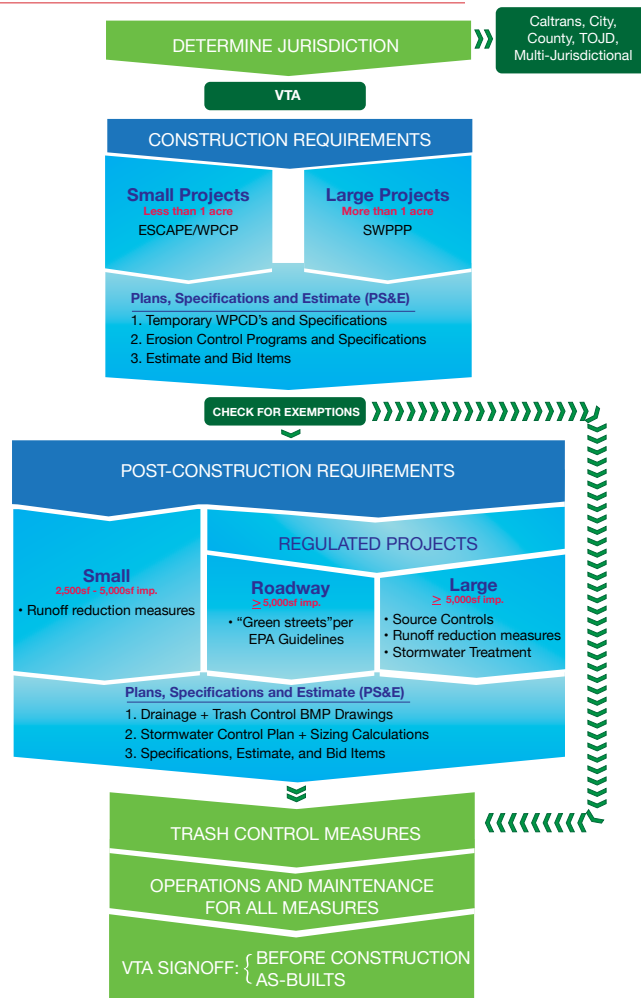 DETERMINE JURISDICTION
Caltrans, City,
County, TOJD,
Multi-Jurisdictional
VTA
CONSTRUCTION REQUIREMENTS
Small Projects
Less than 1 acre
ESCAPE/WPCP
Large Projects
More than 1 acre
SWPPP
Plans, Specifications and Estimate (PS&E)
1. Temporary WPCD's and Specifications
2. Erosion Control Programs and Specifications
3. Estimate and Bid Items
CHECK FOR EXEMPTIONS
POST-CONSTRUCTION REQUIREMENTS
REGULATED PROJECTS
Small
2,500sf - 5,000sf imp.
• Runoff reduction measures
Roadway
≥ 5,000sf imp.
• “Green streets”per
EPA Guidelines
Large
≥ 5,000sf imp.
• Source Controls
• Runoff reduction measures
• Stormwater Treatment
Plans, Specifications and Estimate (PS&E)
1. Drainage + Trash Control BMP Drawings
2. Stormwater Control Plan + Sizing Calculations
3. Specifications, Estimate, and Bid Items
TRASH CONTROL MEASURES
OPERATIONS AND MAINTENANCE
FOR ALL MEASURES
VTA SIGNOFF: { BEFORE CONSTRUCTION
AS-BUILTS